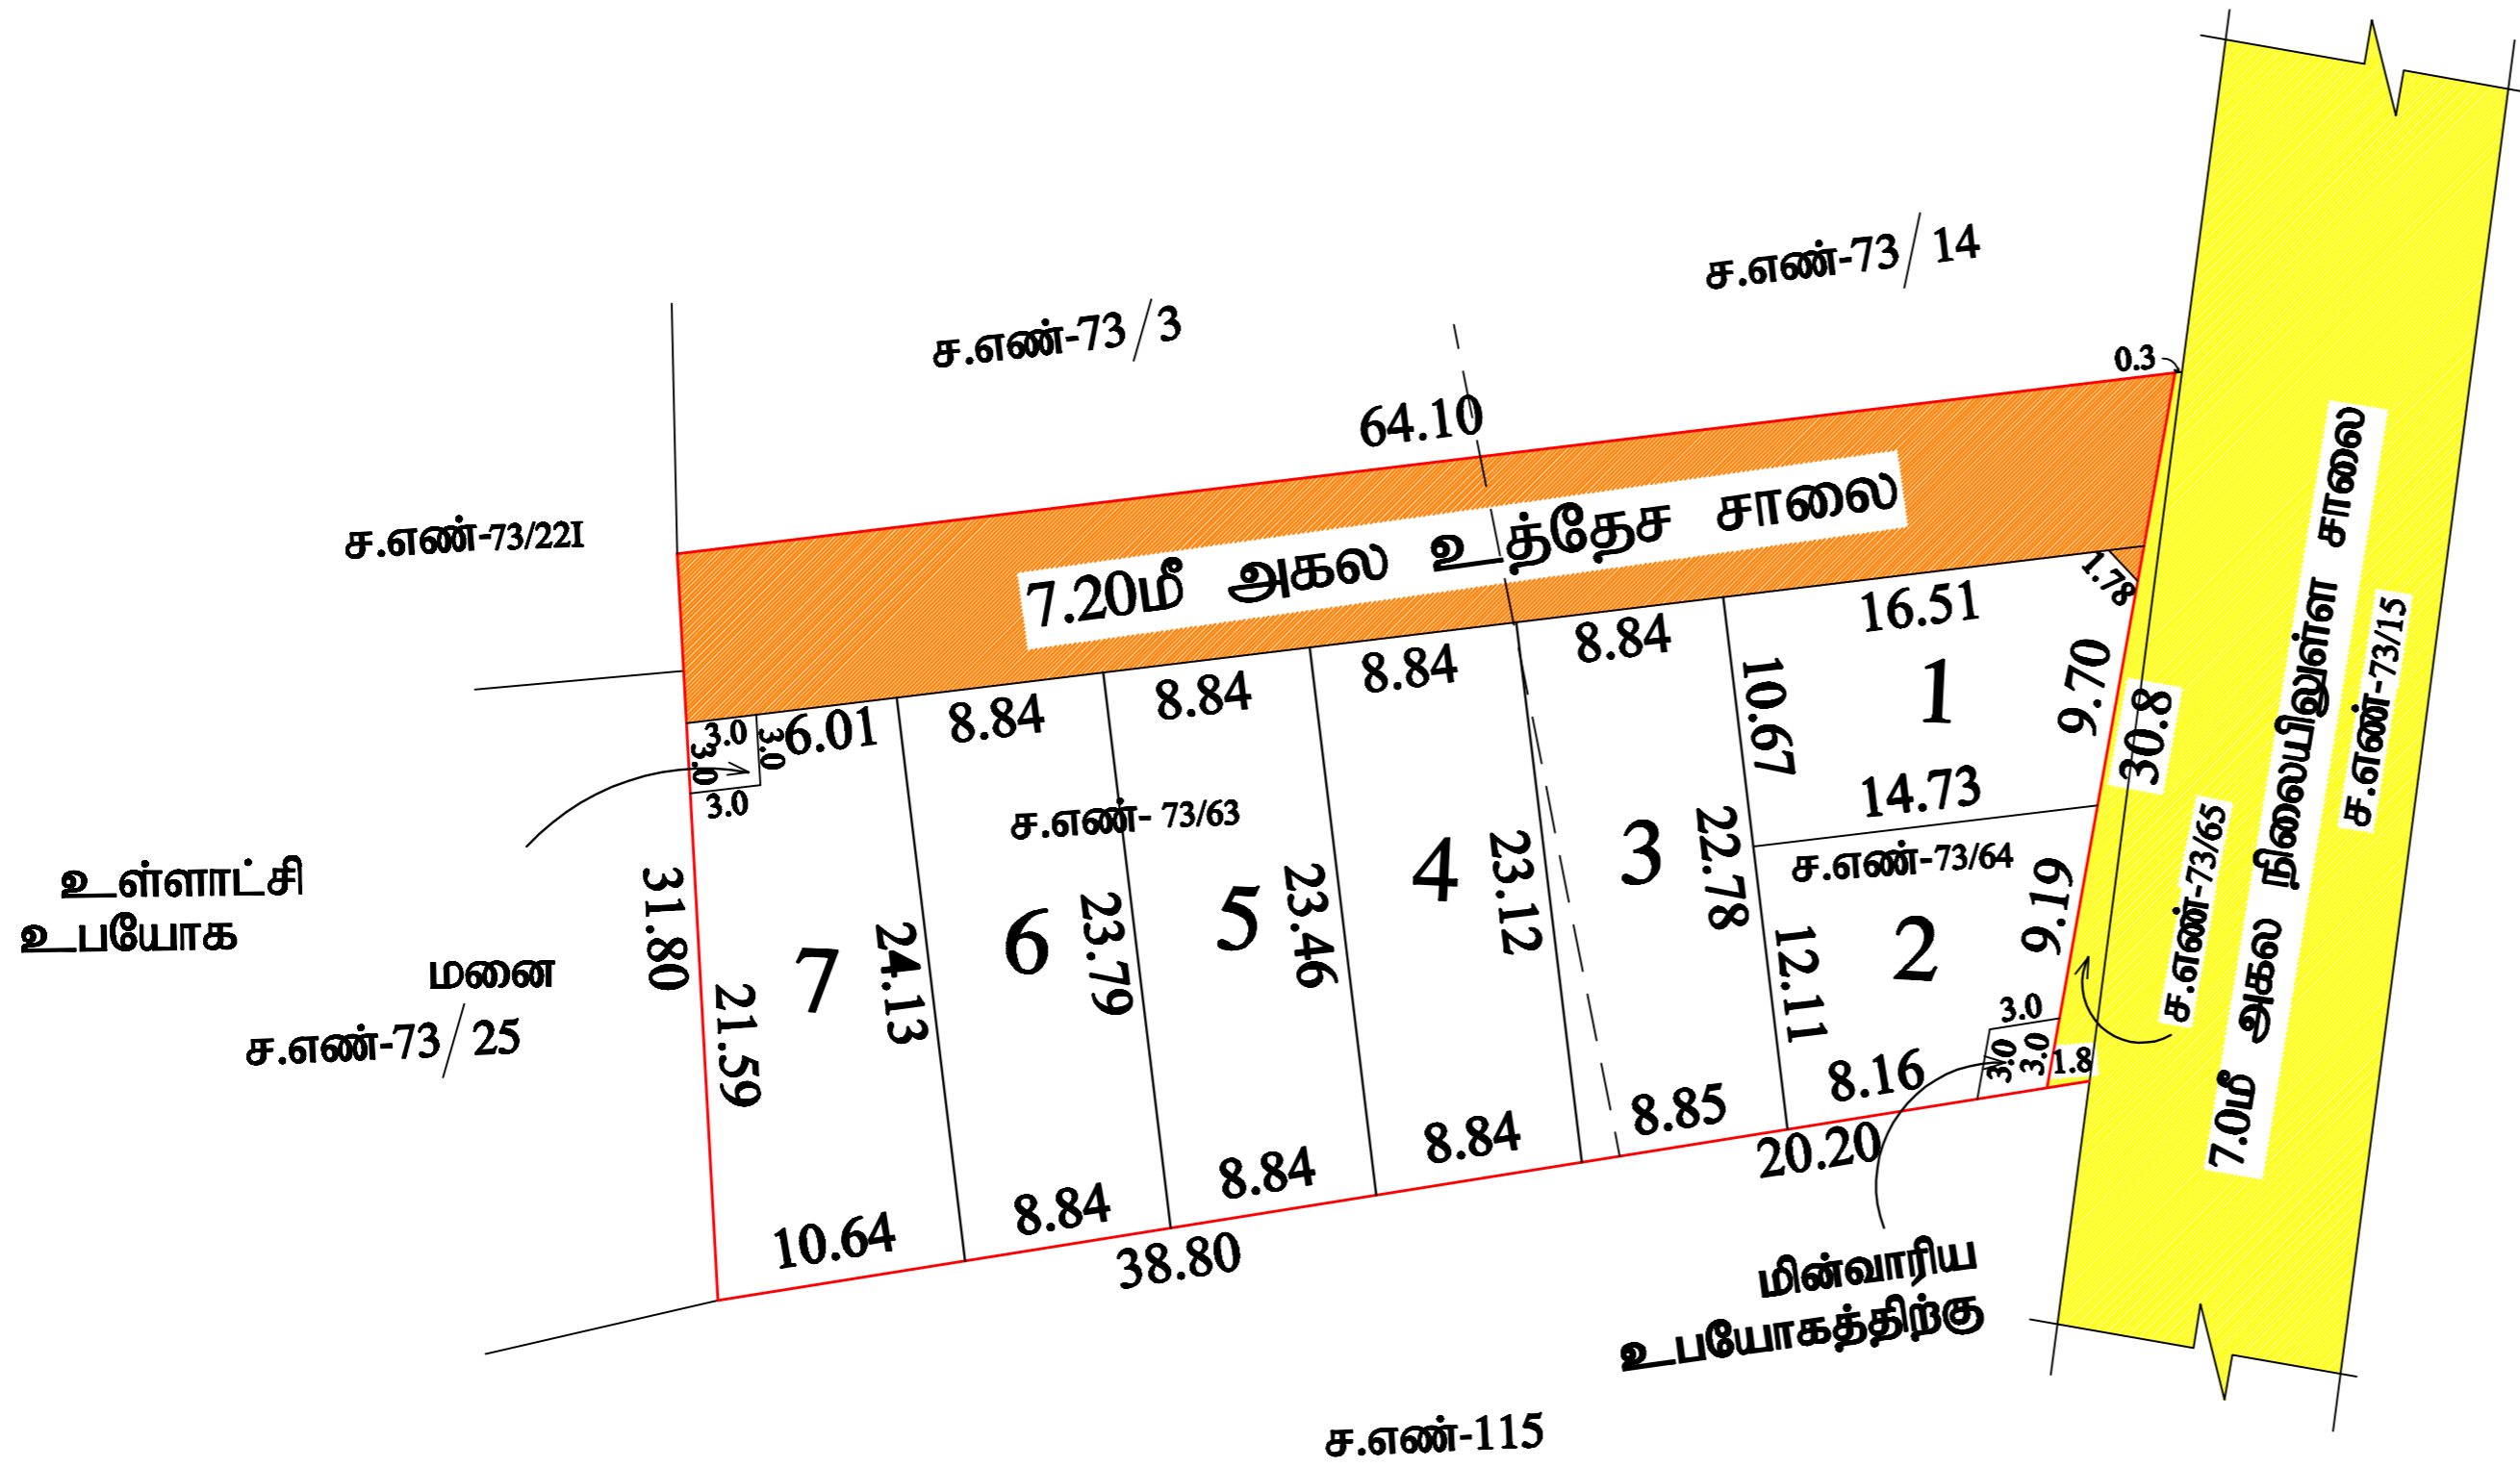 ச.எண்-73/14
ச.எண்-73/3
0.3
64.10
ச.எண்-73/22I
7.20மீ அகல உத்தேச சாலை
1.78
16.51
8.84
8.84
8.84
8.84
6.01
3.0
3.0
3.0
3.0
10.67
1
9.70
30.8
14.73
ச.எண்- 73/63
ச.எண்-73/64
உள்ளாட்சி
உபயோக
மனை
ச.எண்-73/25
31.80
21.59
7
24.13
6
23.79
5
23.46
4
23.12
3
22.78
12.11
2
9.19
3.0
3.0
3.0
1.8
8.16
8.85
8.84
8.84
8.84
10.64
20.20
38.80
மின்வாரிய
உபயோகத்திற்கு
ச.எண்-73/65
7.0மீ அகல நிலையிலுள்ள சாலை
ச.எண்-73/15
ச.எண்-115